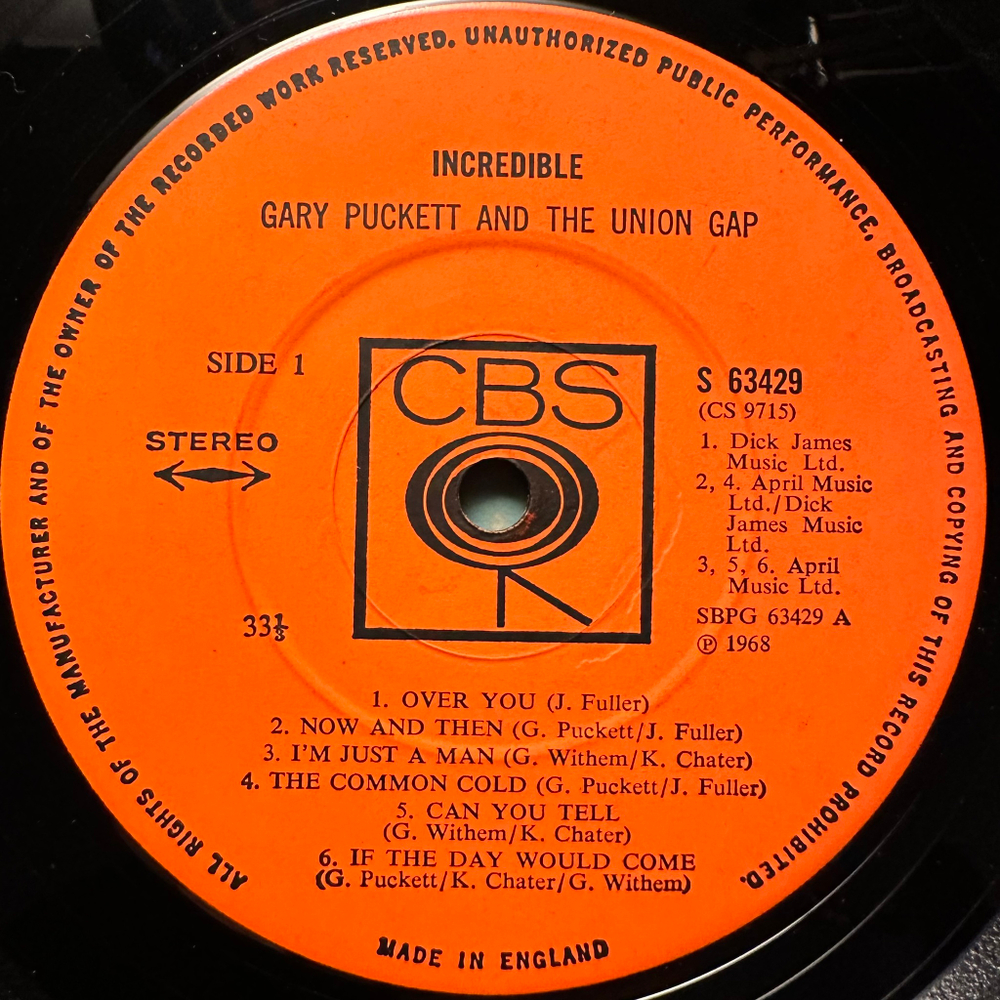 ALL RIGHTS OF THE MANUFACTURER AND OF THE OWNER OF THE RECORDED WORK RESERVED. UNAUTHORIZED PUBLIC PERFORMANCE, BROADCASTING AND COPYING OF THIS RECORD PROHIBITED.
INCREDIBLE
GARY PUCKETT AND THE UNION GAP
SIDE 1
STEREO
33⅓
CBS
S 63429
(CS 9715)
1. Dick James
Music Ltd.
2, 4. April Music
Ltd./Dick
James Music
Ltd.
3, 5, 6. April
Music Ltd.
SBPG 63429 A
℗ 1968
1. OVER YOU (J. Fuller)
2. NOW AND THEN (G. Puckett/J. Fuller)
3. I'M JUST A MAN (G. Withem/K. Chater)
4. THE COMMON COLD (G. Puckett/J. Fuller)
5. CAN YOU TELL
(G. Withem/K. Chater)
6. IF THE DAY WOULD COME
(G. Puckett/K. Chater/G. Withem)
MADE IN ENGLAND